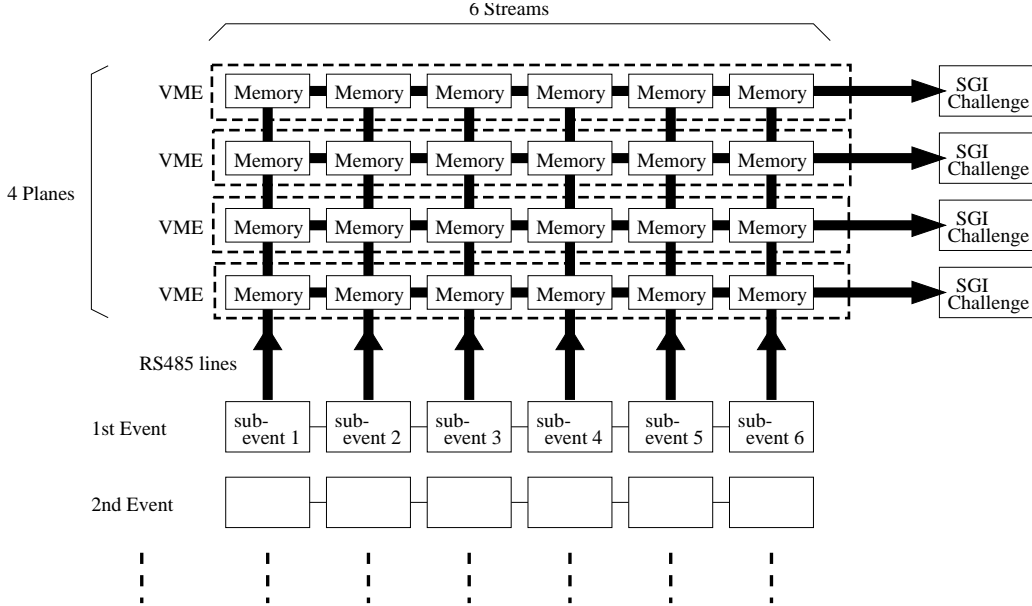 6 Streams
VME
Memory Memory Memory Memory Memory Memory
SGI
Challenge
VME
Memory Memory Memory Memory Memory Memory
SGI
Challenge
4 Planes
VME
Memory Memory Memory Memory Memory Memory
SGI
Challenge
VME
Memory Memory Memory Memory Memory Memory
SGI
Challenge
RS485 lines
1st Event
sub-
event 1
sub-
event 2
sub-
event 3
sub-
event 4
sub-
event 5
sub-
event 6
2nd Event